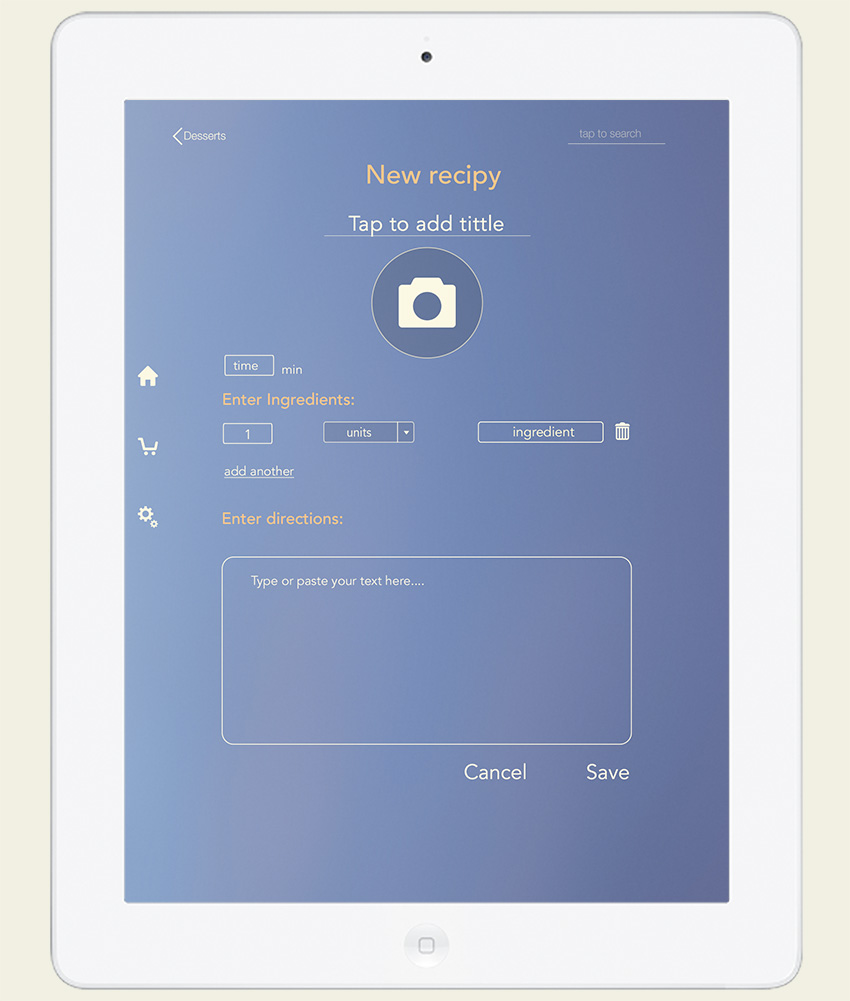 Desserts
tap to search
New recipy
Tap to add tittle
time min
Enter Ingredients:
1 units ingredient
add another
Enter directions:
Type or paste your text here....
Cancel Save